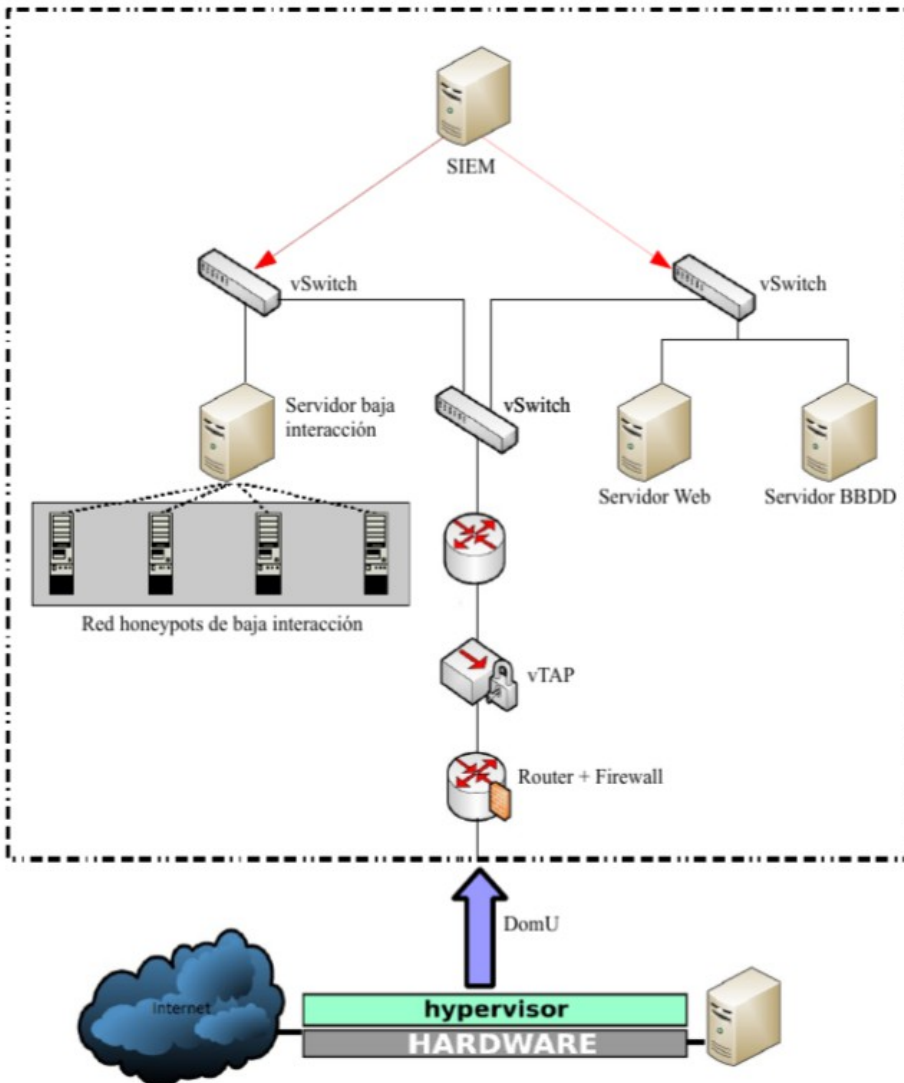 SIEM
vSwitch
vSwitch
Servidor baja
interacción
vSwitch
Servidor Web
Servidor BBDD
Red honeypots de baja interacción
vTAP
Router + Firewall
DomU
Internet
hypervisor
HARDWARE